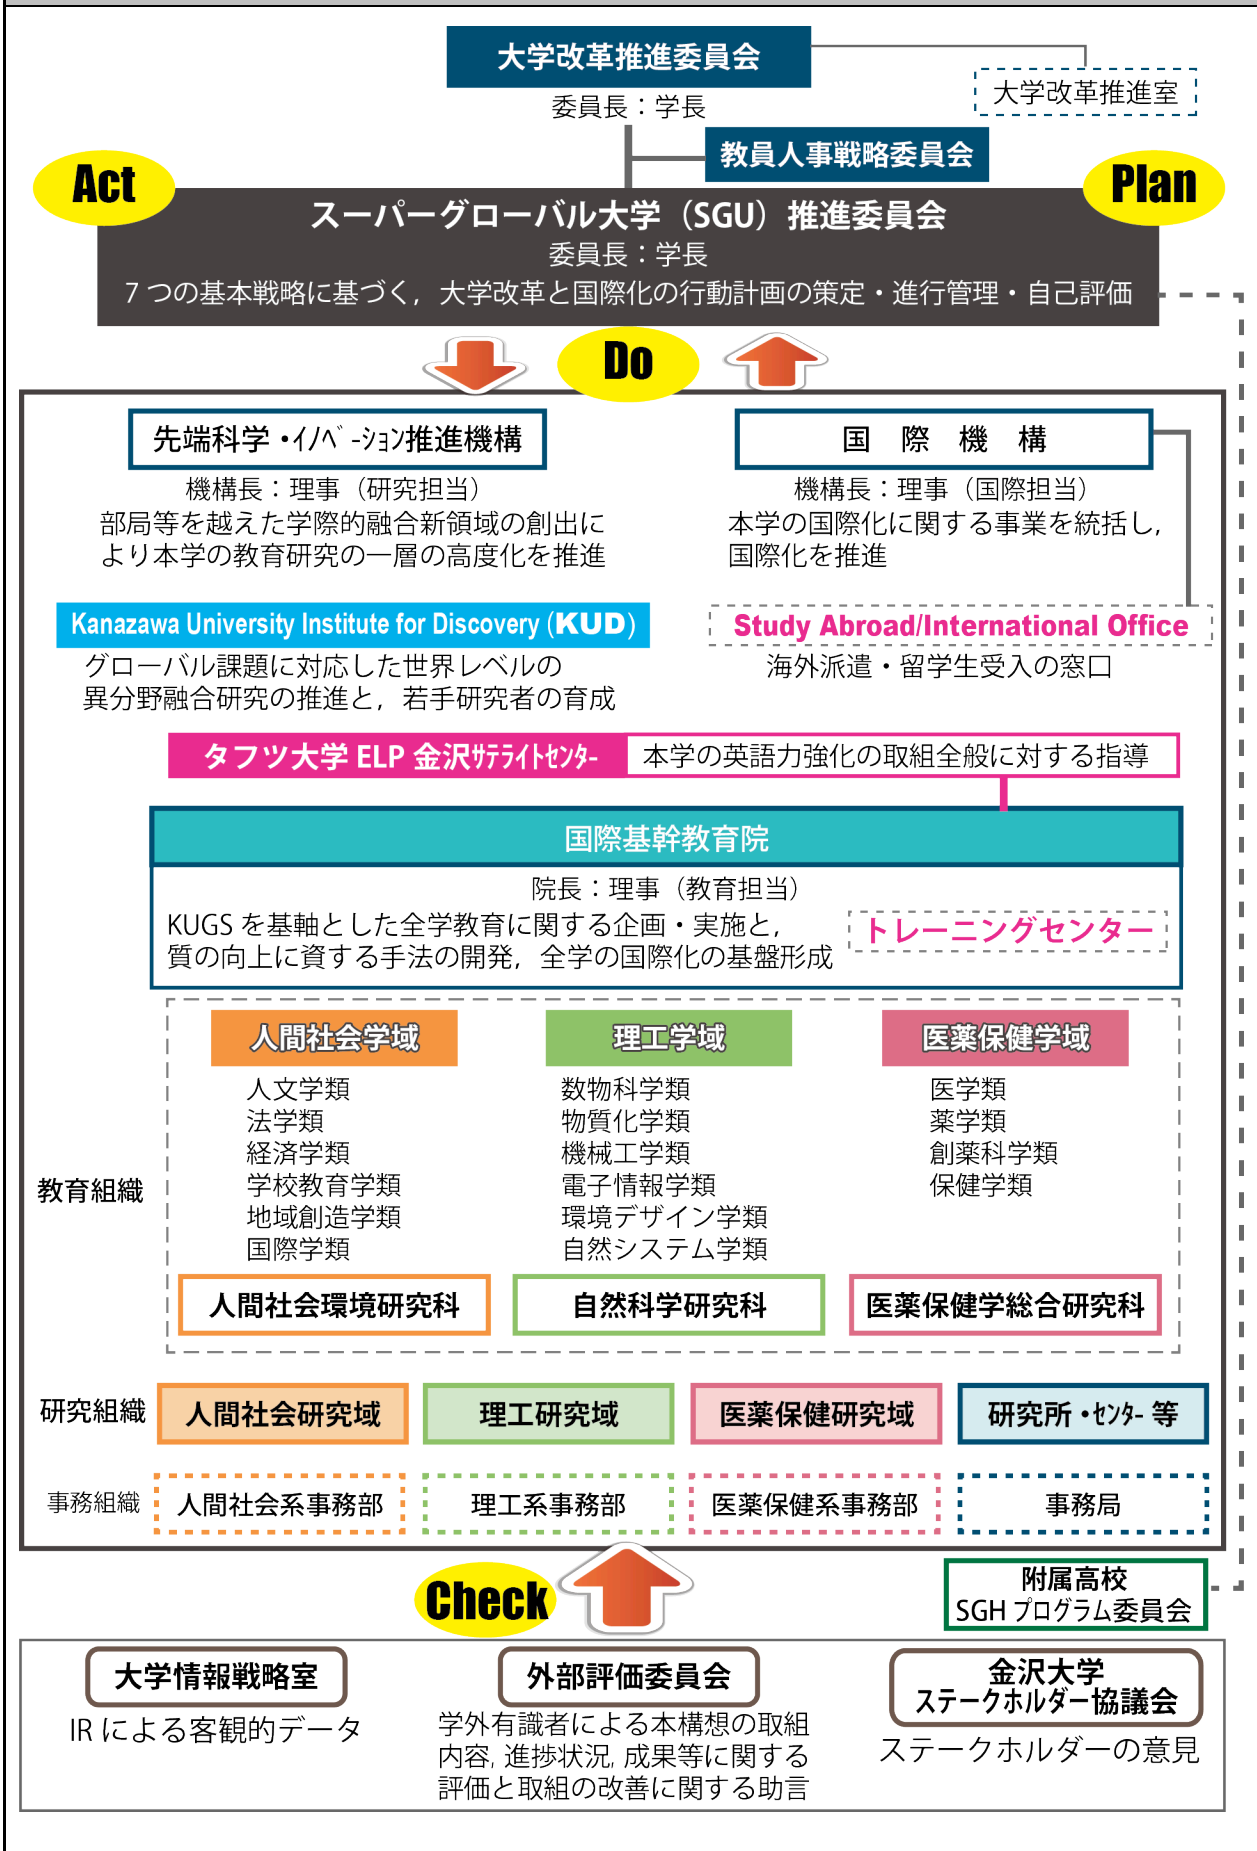 大学改革推進委員会
委員長：学長
大学改革推進室
教員人事戦略委員会
Act
Plan
スーパーグローバル大学（SGU）推進委員会
委員長：学長
7つの基本戦略に基づく，大学改革と国際化の行動計画の策定・進行管理・自己評価
Do
先端科学・ｲﾉﾍﾞｰｼｮﾝ推進機構
機構長：理事（研究担当）
部局等を越えた学際的融合新領域の創出に
より本学の教育研究の一層の高度化を推進
国際機構
機構長：理事（国際担当）
本学の国際化に関する事業を統括し，
国際化を推進
Kanazawa University Institute for Discovery (KUD)
グローバル課題に対応した世界レベルの
異分野融合研究の推進と，若手研究者の育成
Study Abroad/International Office
海外派遣・留学生受入の窓口
タフツ大学 ELP 金沢ｻﾃﾗｲﾄｾﾝﾀｰ
本学の英語力強化の取組全般に対する指導
国際基幹教育院
院長：理事（教育担当）
KUGS を基軸とした全学教育に関する企画・実施と，
質の向上に資する手法の開発，全学の国際化の基盤形成
トレーニングセンター
教育組織
人間社会学域
人文学類
法学類
経済学類
学校教育学類
地域創造学類
国際学類
人間社会環境研究科
理工学域
数物科学類
物質化学類
機械工学類
電子情報学類
環境デザイン学類
自然システム学類
自然科学研究科
医薬保健学域
医学類
薬学類
創薬科学類
保健学類
医薬保健学総合研究科
研究組織
人間社会研究域
理工研究域
医薬保健研究域
研究所・ｾﾝﾀｰ等
事務組織
人間社会系事務部
理工系事務部
医薬保健系事務部
事務局
Check
附属高校
SGH ﾌﾟﾛｸﾞﾗﾑ委員会
大学情報戦略室
IR による客観的データ
外部評価委員会
学外有識者による本構想の取組
内容，進捗状況，成果等に関する
評価と取組の改善に関する助言
金沢大学
ステークホルダー協議会
ステークホルダーの意見